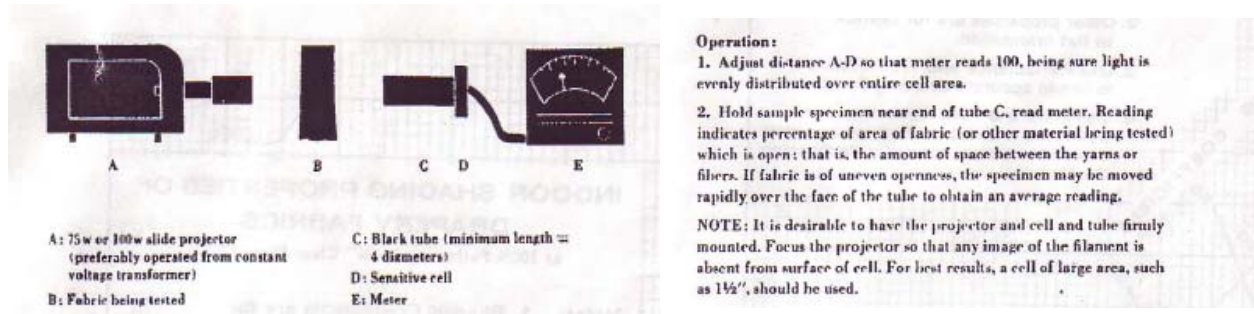 A
B
C
D
E
A: 75w or 100w slide projector
(preferably operated from constant
voltage transformer)
B: Fabric being tested
C: Black tube (minimum length =
4 diameters)
D: Sensitive cell
E: Meter
INDOOR SHADING PROPERTIES OF
DRAPERY FABRICS
Operation:
1. Adjust distance A-D so that meter reads 100, being sure light is
evenly distributed over entire cell area.
2. Hold sample specimen near end of tube C, read meter. Reading
indicates percentage of area of fabric (or other material being tested)
which is open; that is, the amount of space between the yarns or
fibers. If fabric is of uneven openness, the specimen may be moved
rapidly over the face of the tube to obtain an average reading.
NOTE: It is desirable to have the projector and cell and tube firmly
mounted. Focus the projector so that any image of the filament is
absent from surface of cell. For best results, a cell of large area, such
as 1½", should be used.